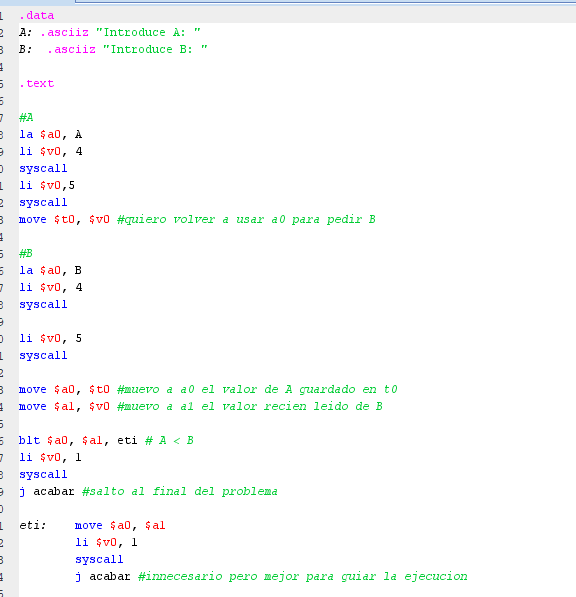 .data
A: .asciiz "Introduce A: "
B:  .asciiz "Introduce B: "
.text
#A
la $a0, A
li $v0, 4
syscall
li $v0,5
syscall
move $t0, $v0 #quiero volver a usar a0 para pedir B
#B
la $a0, B
li $v0, 4
syscall
li $v0, 5
syscall
move $a0, $t0 #muevo a a0 el valor de A guardado en t0
move $a1, $v0 #muevo a a1 el valor recien leido de B
blt $a0, $a1, eti # A < B
li $v0, 1
syscall
j acabar #salto al final del problema
eti:    move $a0, $a1
li $v0, 1
syscall
j acabar #innecesario pero mejor para guiar la ejecucion